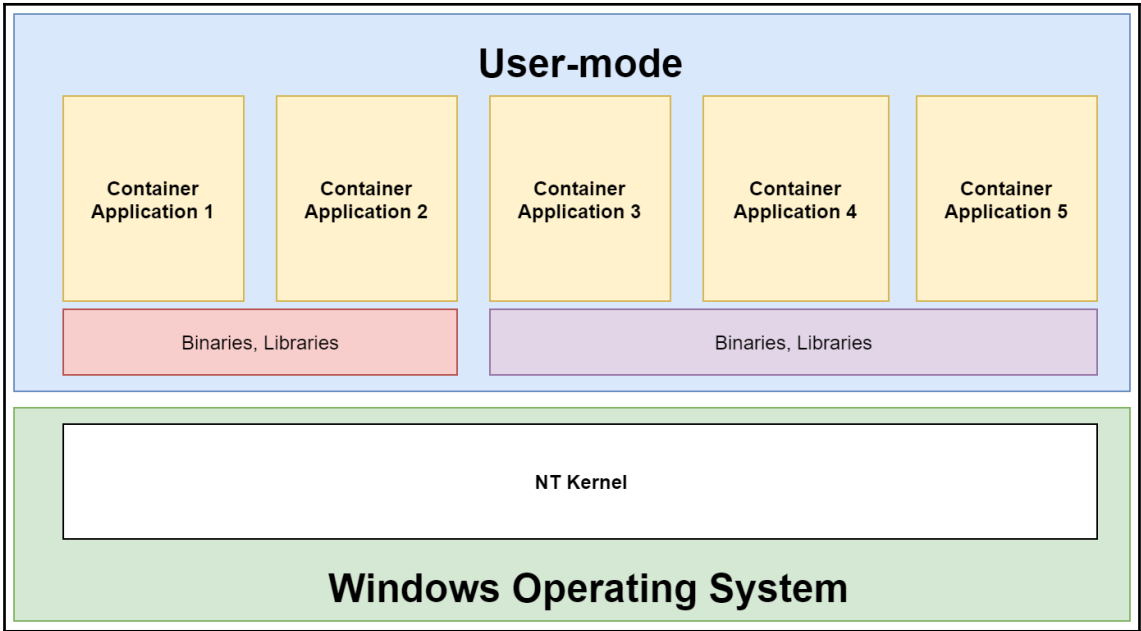 User-mode
Container
Application 1
Container
Application 2
Container
Application 3
Container
Application 4
Container
Application 5
Binaries, Libraries
Binaries, Libraries
NT Kernel
Windows Operating System